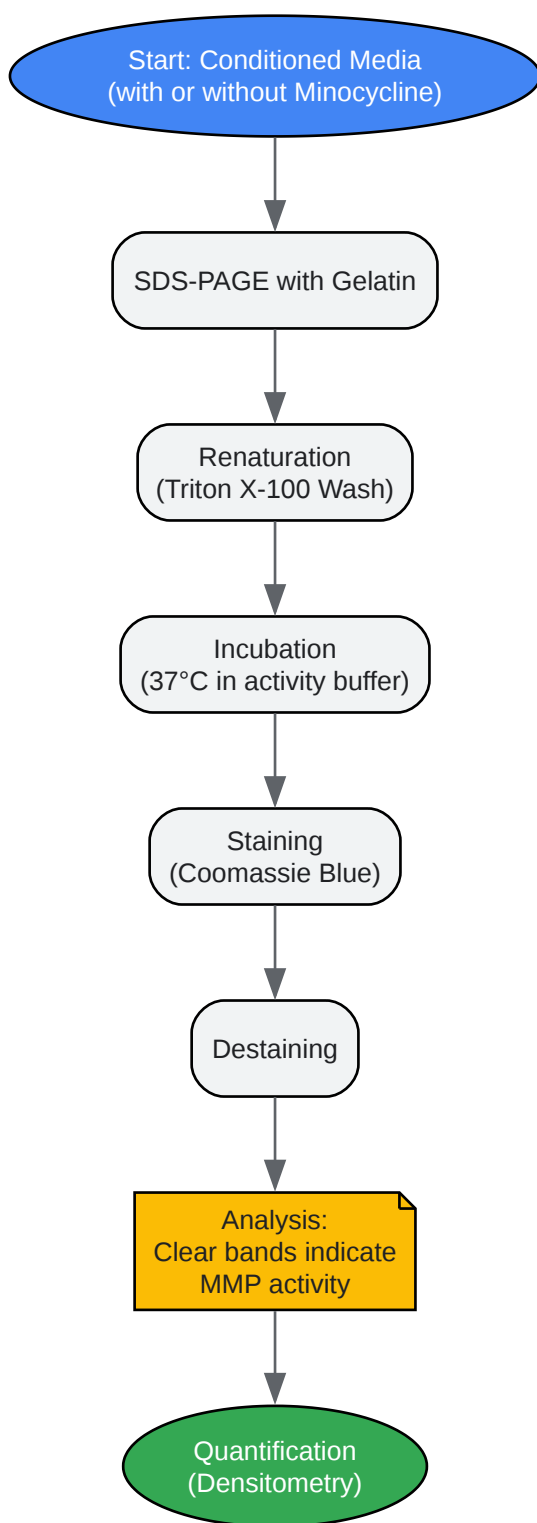 Start: Conditioned Media
(with or without Minocycline)
SDS-PAGE with Gelatin
Renaturation
(Triton X-100 Wash)
Incubation
(37°C in activity buffer)
Staining
(Coomassie Blue)
Destaining
Analysis:
Clear bands indicate
MMP activity
Quantification
(Densitometry)